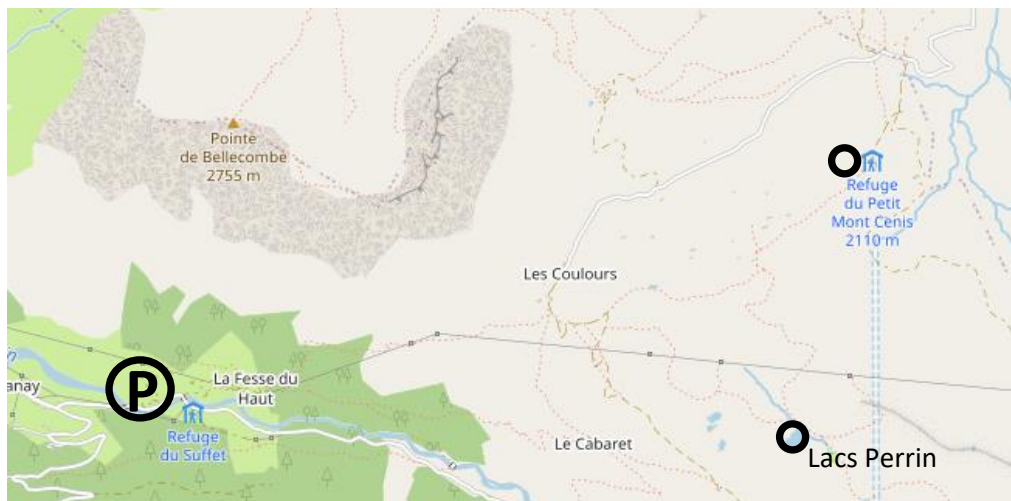 Pointe
de Bellecombe
2755 m
Refuge
du Petit
Mont Cenis
2110 m
Les Coulours
P
La Fesse du
Haut
anay
Refuge
du Suffet
Le Cabaret
Lacs Perrin